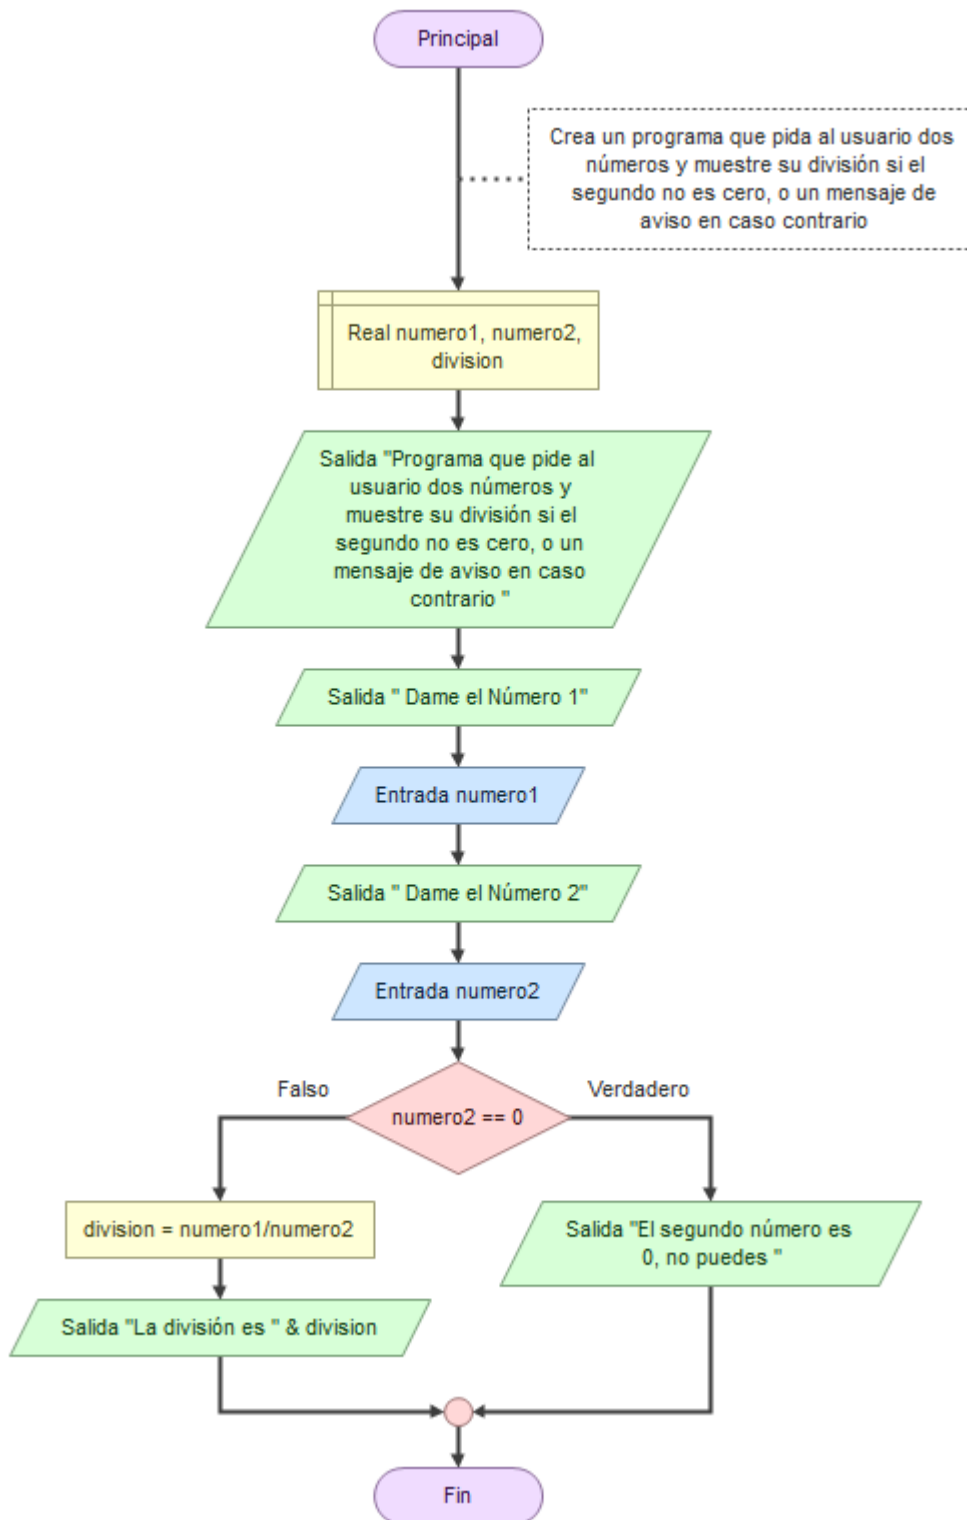 Principal
Crea un programa que pida al usuario dos
números y muestre su división si el
segundo no es cero, o un mensaje de
aviso en caso contrario
Real numero1, numero2,
division
Salida "Programa que pide al
usuario dos números y
muestre su división si el
segundo no es cero, o un
mensaje de aviso en caso
contrario "
Salida " Dame el Número 1"
Entrada numero1
Salida " Dame el Número 2"
Entrada numero2
Falso
Verdadero
numero2 == 0
division = numero1/numero2
Salida "La división es " & division
Salida "El segundo número es
0, no puedes "
Fin